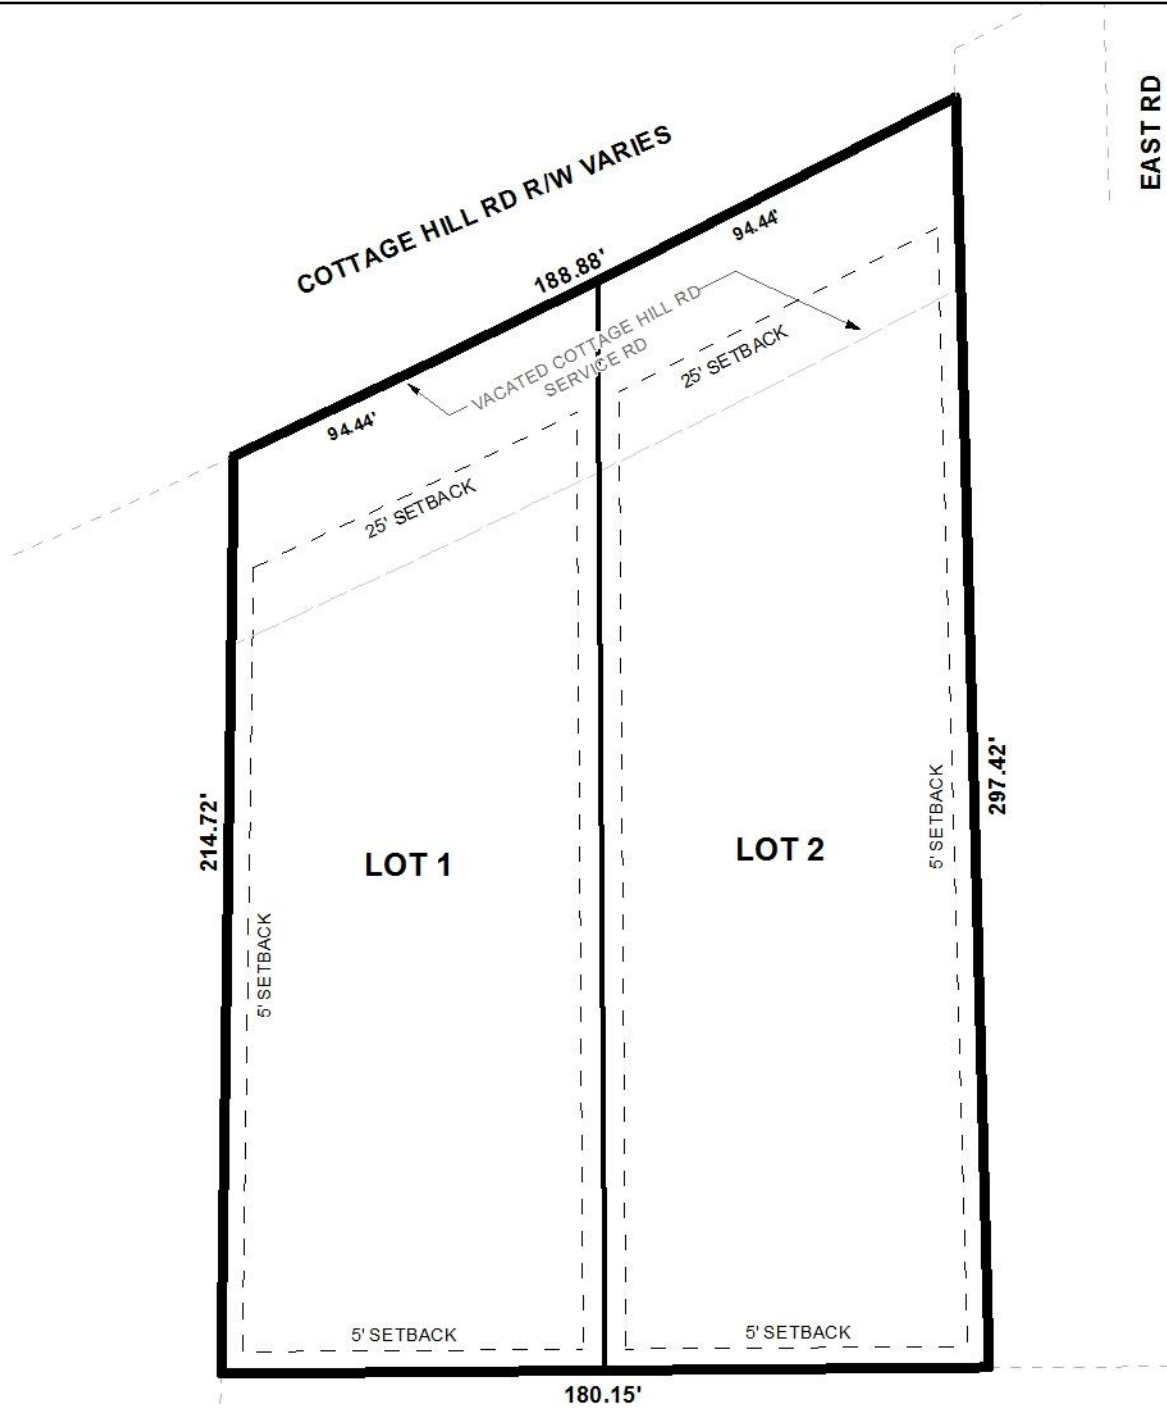 EAST RD
COTTAGE HILL RD R/W VARIES
94.44'
188.88'
VACATED COTTAGE HILL RD
SERVICE RD
25' SETBACK
94.44'
25' SETBACK
214.72'
297.42'
5' SETBACK
LOT 1
LOT 2
5' SETBACK
5' SETBACK
5' SETBACK
180.15'